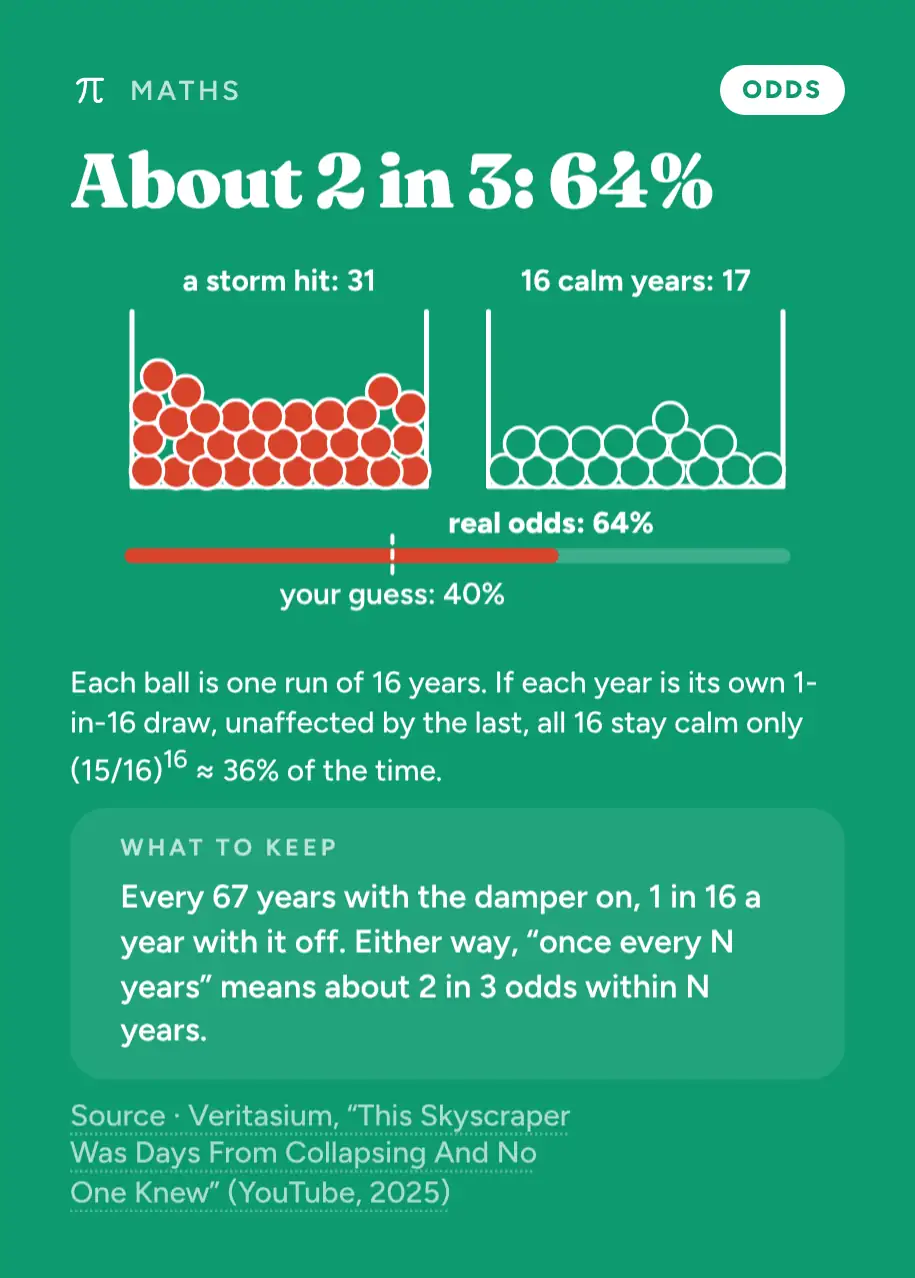 π MATHS
ODDS
About 2 in 3: 64%
a storm hit: 31
16 calm years: 17
real odds: 64%
your guess: 40%
Each ball is one run of 16 years. If each year is its own 1-
in-16 draw, unaffected by the last, all 16 stay calm only
(15/16)¹⁶ ≈ 36% of the time.
WHAT TO KEEP
Every 67 years with the damper on, 1 in 16 a
year with it off. Either way, “once every N
years” means about 2 in 3 odds within N
years.
Source · Veritasium, “This Skyscraper
Was Days From Collapsing And No
One Knew” (YouTube, 2025)